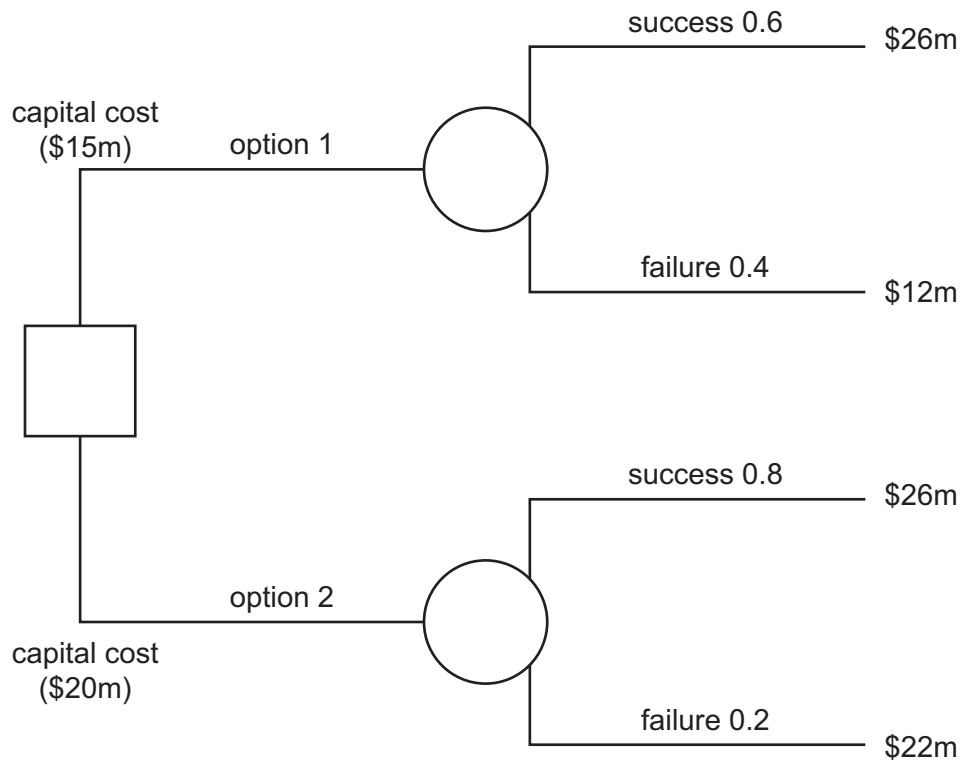 success 0.6
$26m
capital cost
($15m)
option 1
failure 0.4
$12m
success 0.8
$26m
option 2
capital cost
($20m)
failure 0.2
$22m